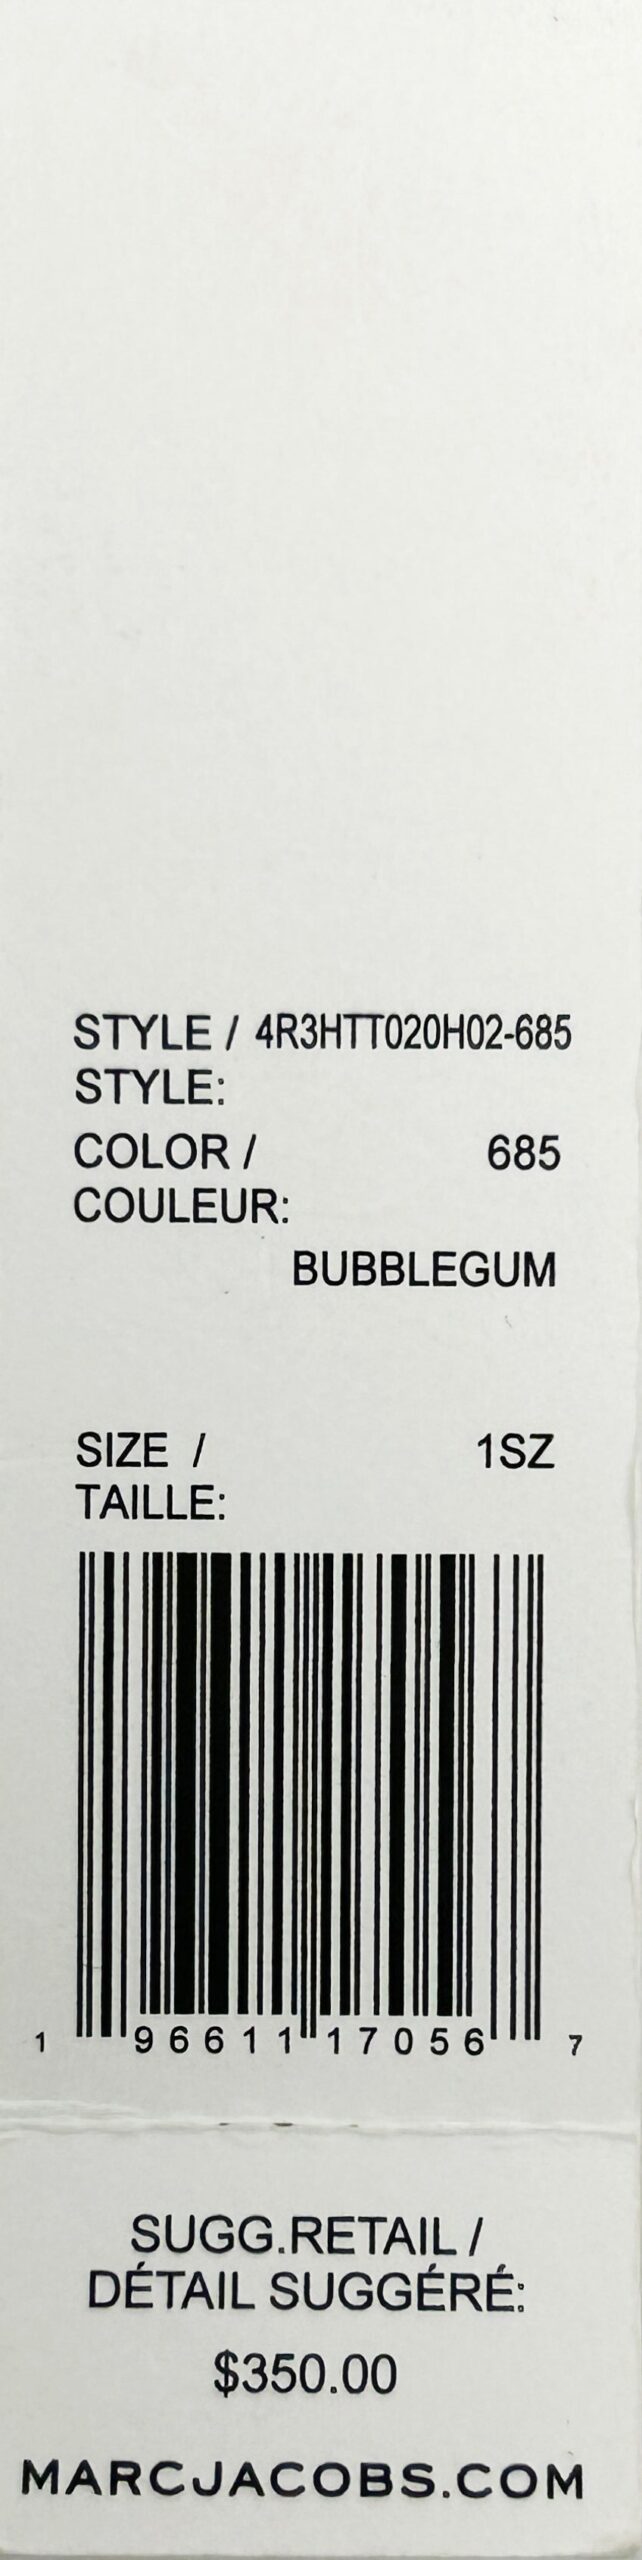 STYLE / 4R3HTT020H02-685
STYLE:
COLOR / 685
COULEUR:
BUBBLEGUM
SIZE / 1SZ
TAILLE:
1 96611 17056 7
SUGG.RETAIL /
DÉTAIL SUGGÉRÉ:
$350.00
MARCJACOBS.COM